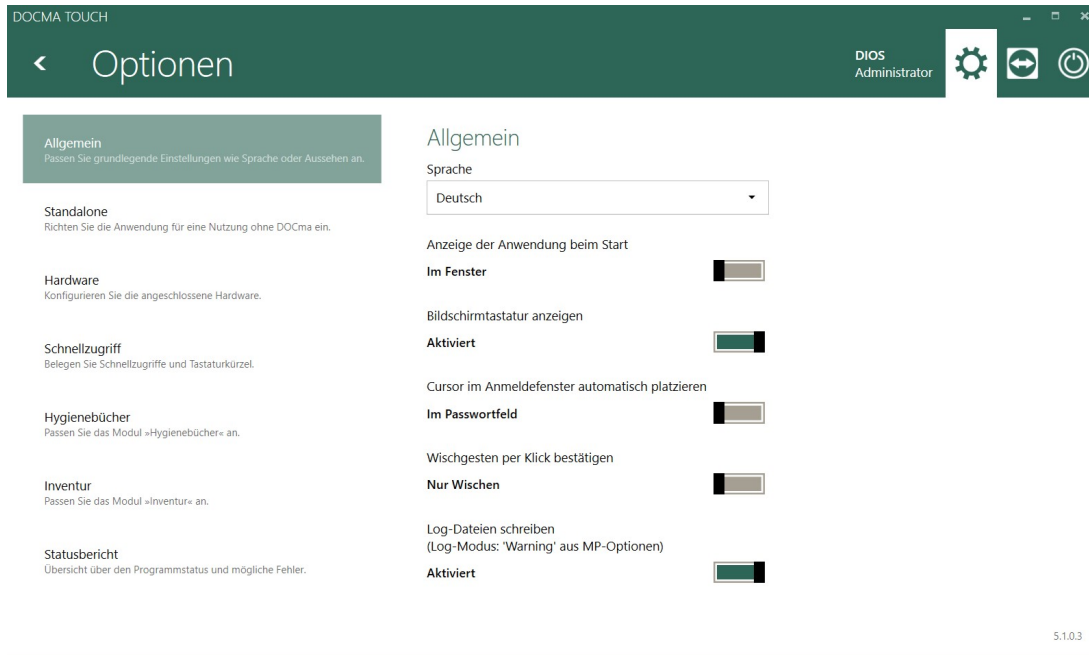 DOCMA TOUCH
Optionen
DIOS
Administrator
Allgemein
Passen Sie grundlegende Einstellungen wie Sprache oder Aussehen an.
Standalone
Richten Sie die Anwendung für eine Nutzung ohne DOCma ein.
Hardware
Konfigurieren Sie die angeschlossene Hardware.
Schnellzugriff
Belegen Sie Schnellzugriffe und Tastaturkürzel.
Hygienebücher
Passen Sie das Modul »Hygienebücher« an.
Inventur
Passen Sie das Modul »Inventur« an.
Statusbericht
Übersicht über den Programmstatus und mögliche Fehler.
Allgemein
Sprache
Deutsch
Anzeige der Anwendung beim Start
Im Fenster
Bildschirmtastatur anzeigen
Aktiviert
Cursor im Anmeldefenster automatisch platzieren
Im Passwortfeld
Wischgesten per Klick bestätigen
Nur Wischen
Log-Dateien schreiben
(Log-Modus: 'Warning' aus MP-Optionen)
Aktiviert
5.1.0.3